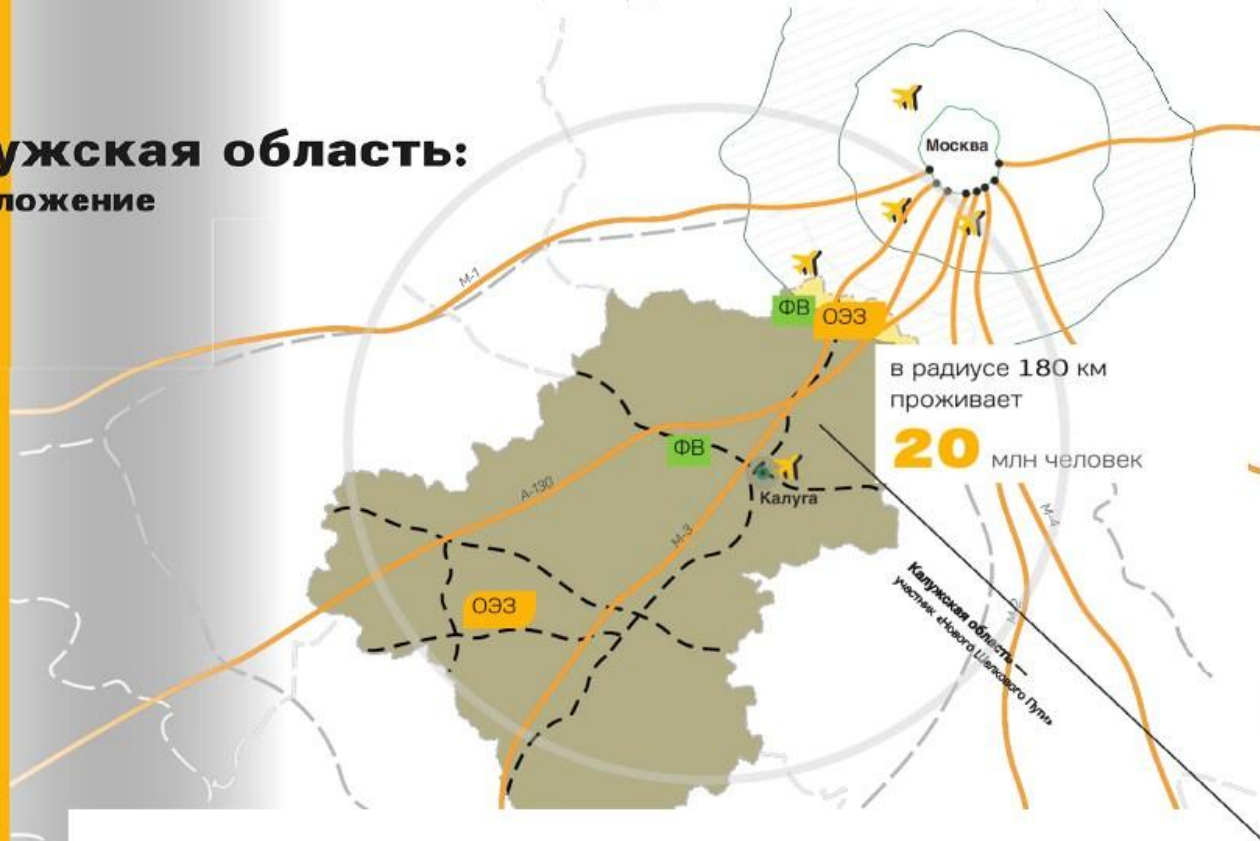 ужская область:
ложение
Москва
М-1
ФВ
ОЭЗ
в радиусе 180 км
проживает
20 млн человек
ФВ
Калуга
А-130
М-3
М-4
ОЭЗ
Калужская область –
участник «Нового Шелкового Пути»